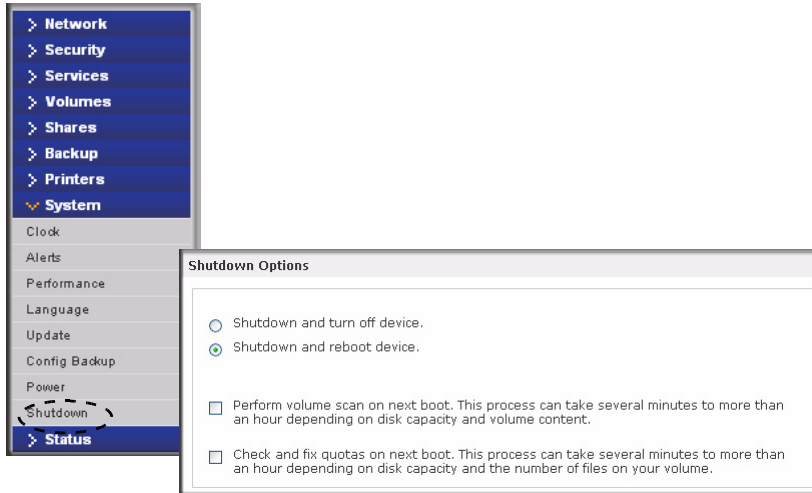 Network
Security
Services
Volumes
Shares
Backup
Printers
System
Clock
Alerts
Performance
Language
Update
Config Backup
Power
Shutdown
Status
Shutdown Options
Shutdown and turn off device.
Shutdown and reboot device.
Perform volume scan on next boot. This process can take several minutes to more than
an hour depending on disk capacity and volume content.
Check and fix quotas on next boot. This process can take several minutes to more than
an hour depending on disk capacity and the number of files on your volume.